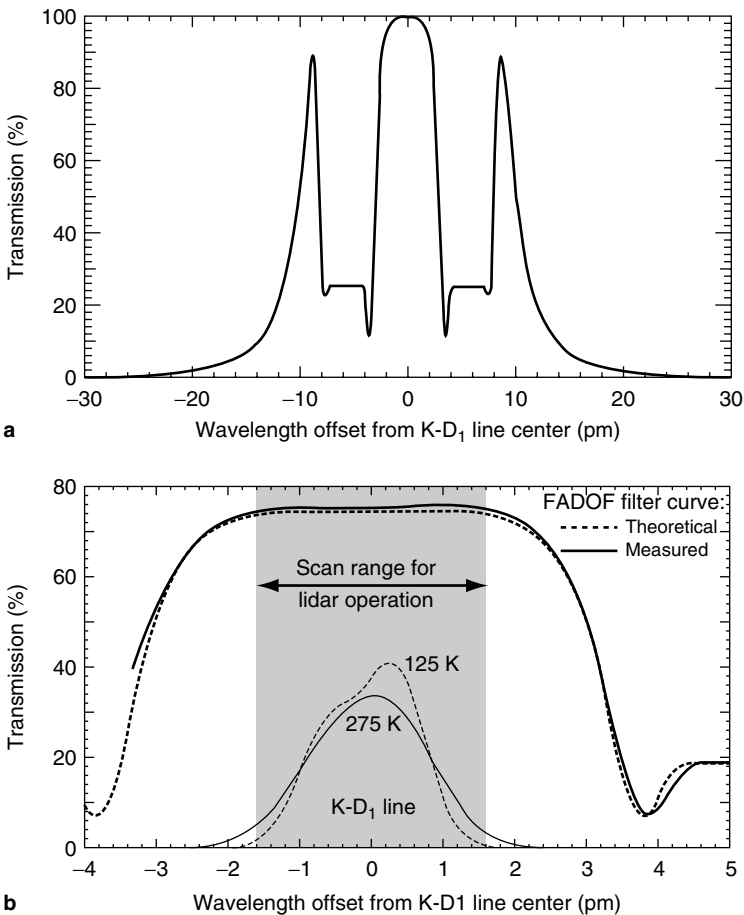 100
80
60
40
20
0
Transmission (%)
−30 −20 −10 0 10 20 30
Wavelength offset from K-D₁ line center (pm)
a
80
60
40
20
0
Transmission (%)
FADOF filter curve:
Theoretical
Measured
Scan range for
lidar operation
125 K
275 K
K-D₁ line
−4 −3 −2 −1 0 1 2 3 4 5
Wavelength offset from K-D1 line center (pm)
b